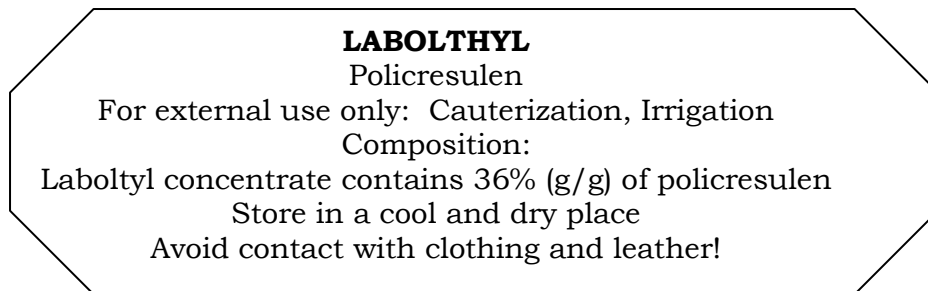 LABOLTHYL
Policresulen
For external use only:  Cauterization, Irrigation
Composition:
Laboltyl concentrate contains 36% (g/g) of policresulen
Store in a cool and dry place
Avoid contact with clothing and leather!